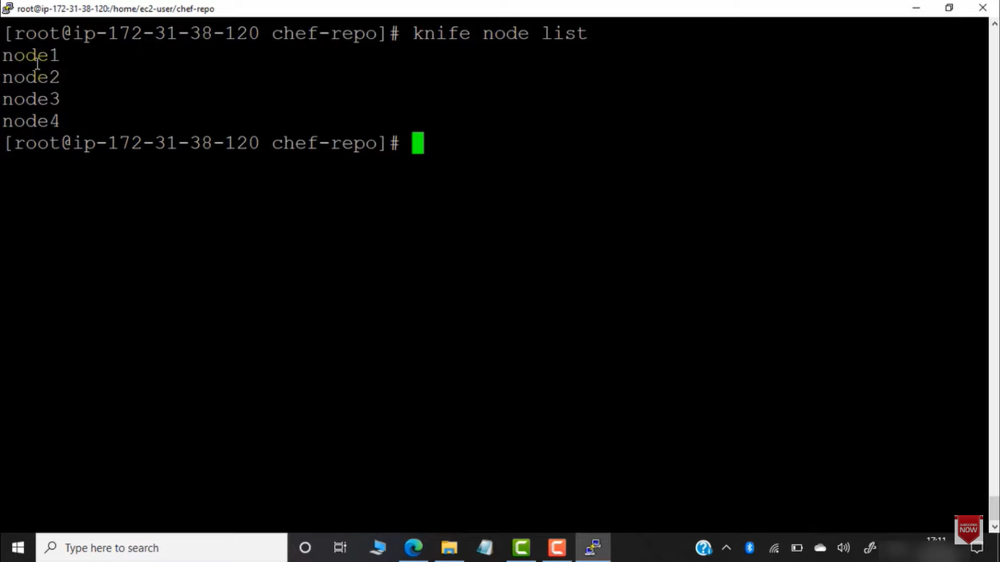 root@ip-172-31-38-120:/home/ec2-user/chef-repo
[root@ip-172-31-38-120 chef-repo]# knife node list
node1
node2
node3
node4
[root@ip-172-31-38-120 chef-repo]#
SUBSCRIBE
NOW
17:11
Type here to search